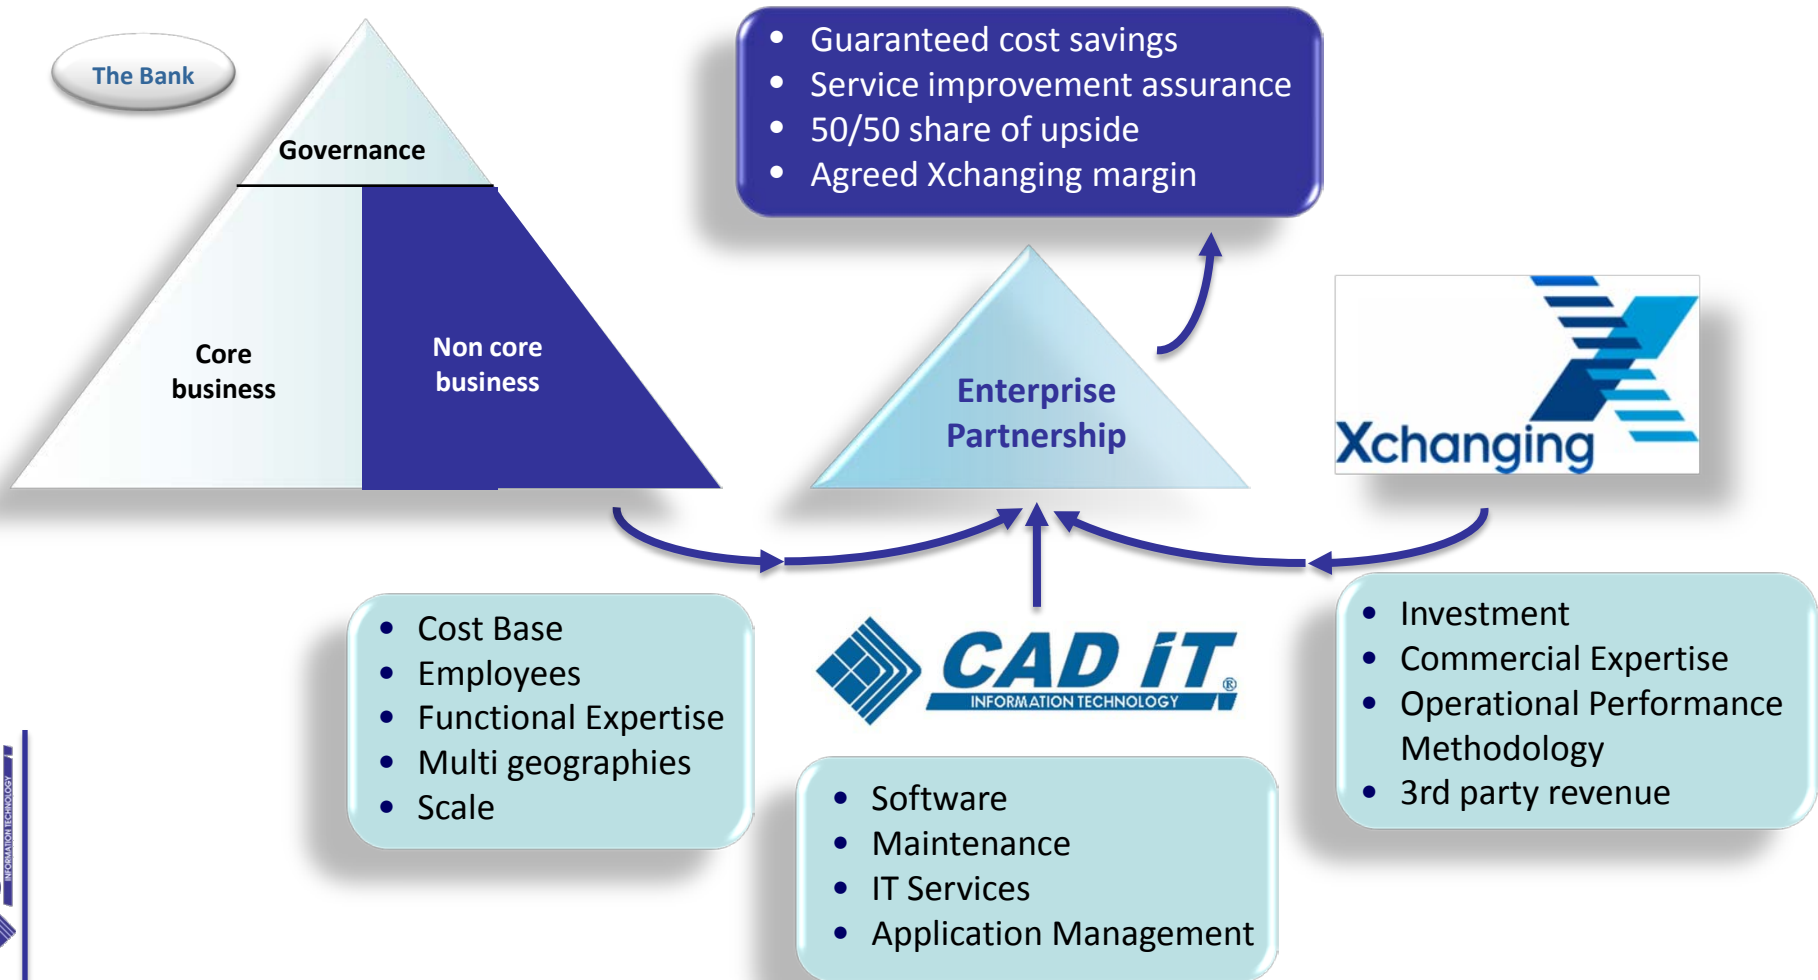 The Bank
Governance
Core
business
Non core
business
• Guaranteed cost savings
• Service improvement assurance
• 50/50 share of upside
• Agreed Xchanging margin
Enterprise
Partnership
Xchanging
• Cost Base
• Employees
• Functional Expertise
• Multi geographies
• Scale
CAD iT®
INFORMATION TECHNOLOGY
• Software
• Maintenance
• IT Services
• Application Management
• Investment
• Commercial Expertise
• Operational Performance
Methodology
• 3rd party revenue
INFORMATION TECHNOLOGY